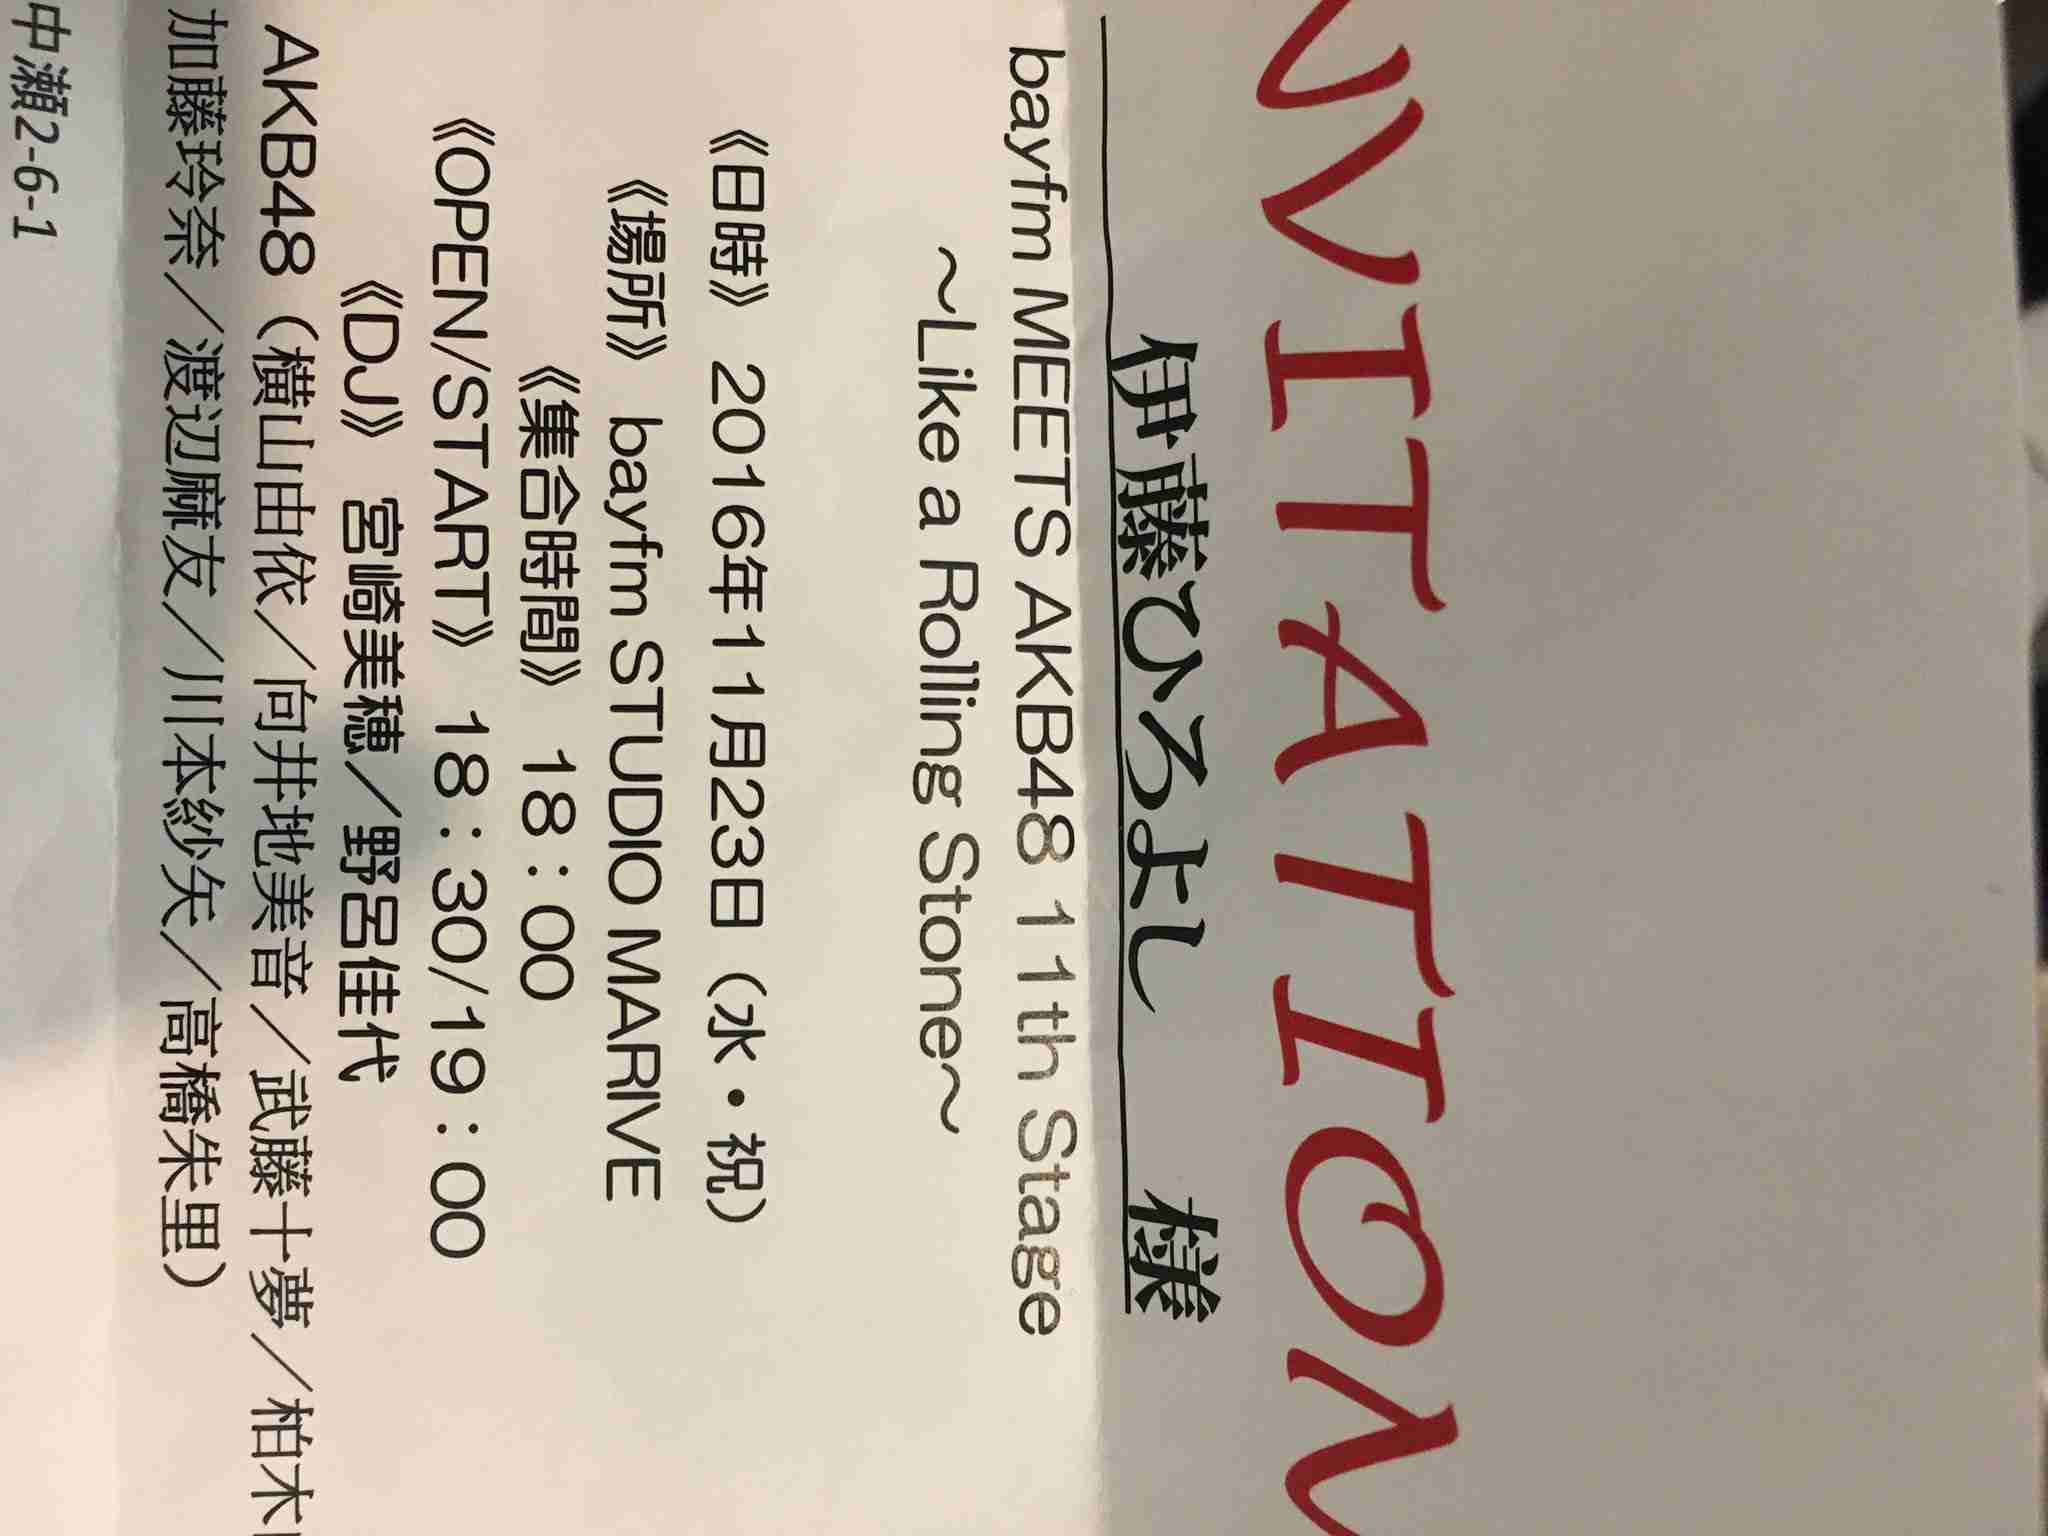 NVITATION
伊藤ひろよし 様
bayfm MEETS AKB48 11th Stage
〜Like a Rolling Stone〜
《日時》 2016年11月23日（水・祝）
《場所》 bayfm STUDIO MARIVE
《集合時間》 18：00
《OPEN/START》 18：30/19：00
《DJ》 宮崎美穂／野呂佳代
AKB48（横山由依／向井地美音／武藤十夢／柏木
加藤玲奈／渡辺麻友／川本紗矢／高橋朱里）
中瀬2-6-1